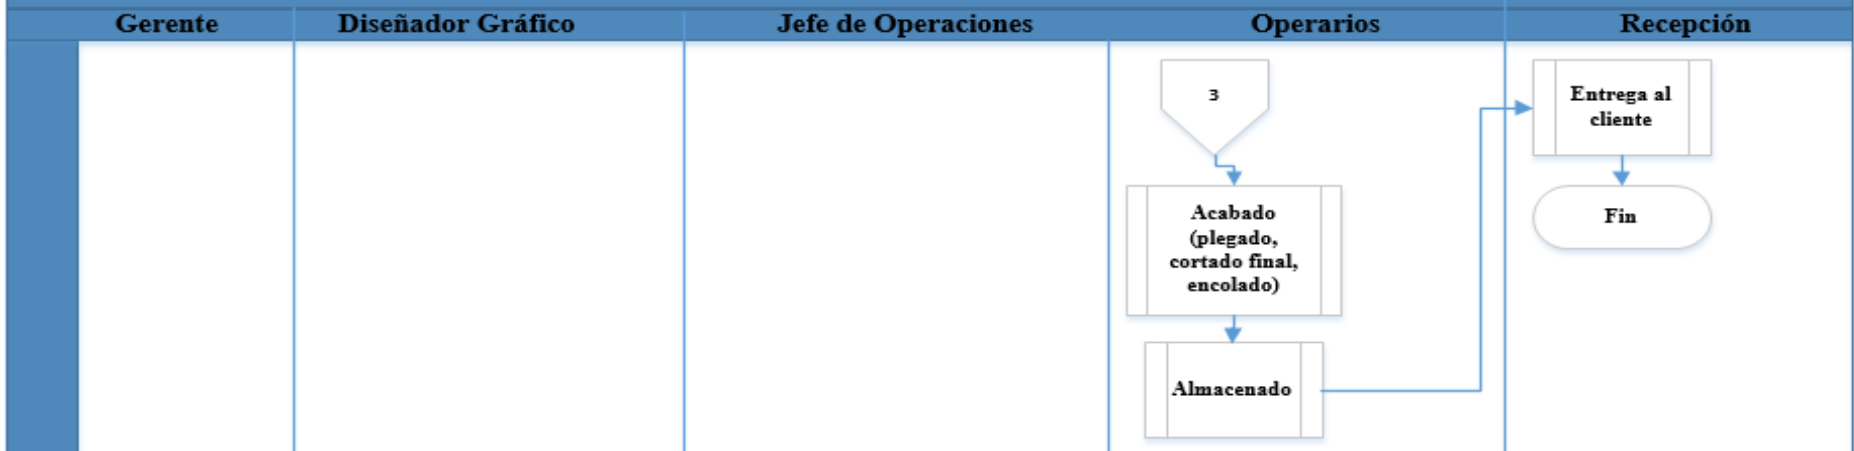 Gerente
Diseñador Gráfico
Jefe de Operaciones
Operarios
Recepción
3
Acabado
(plegado,
cortado final,
encolado)
Almacenado
Entrega al
cliente
Fin